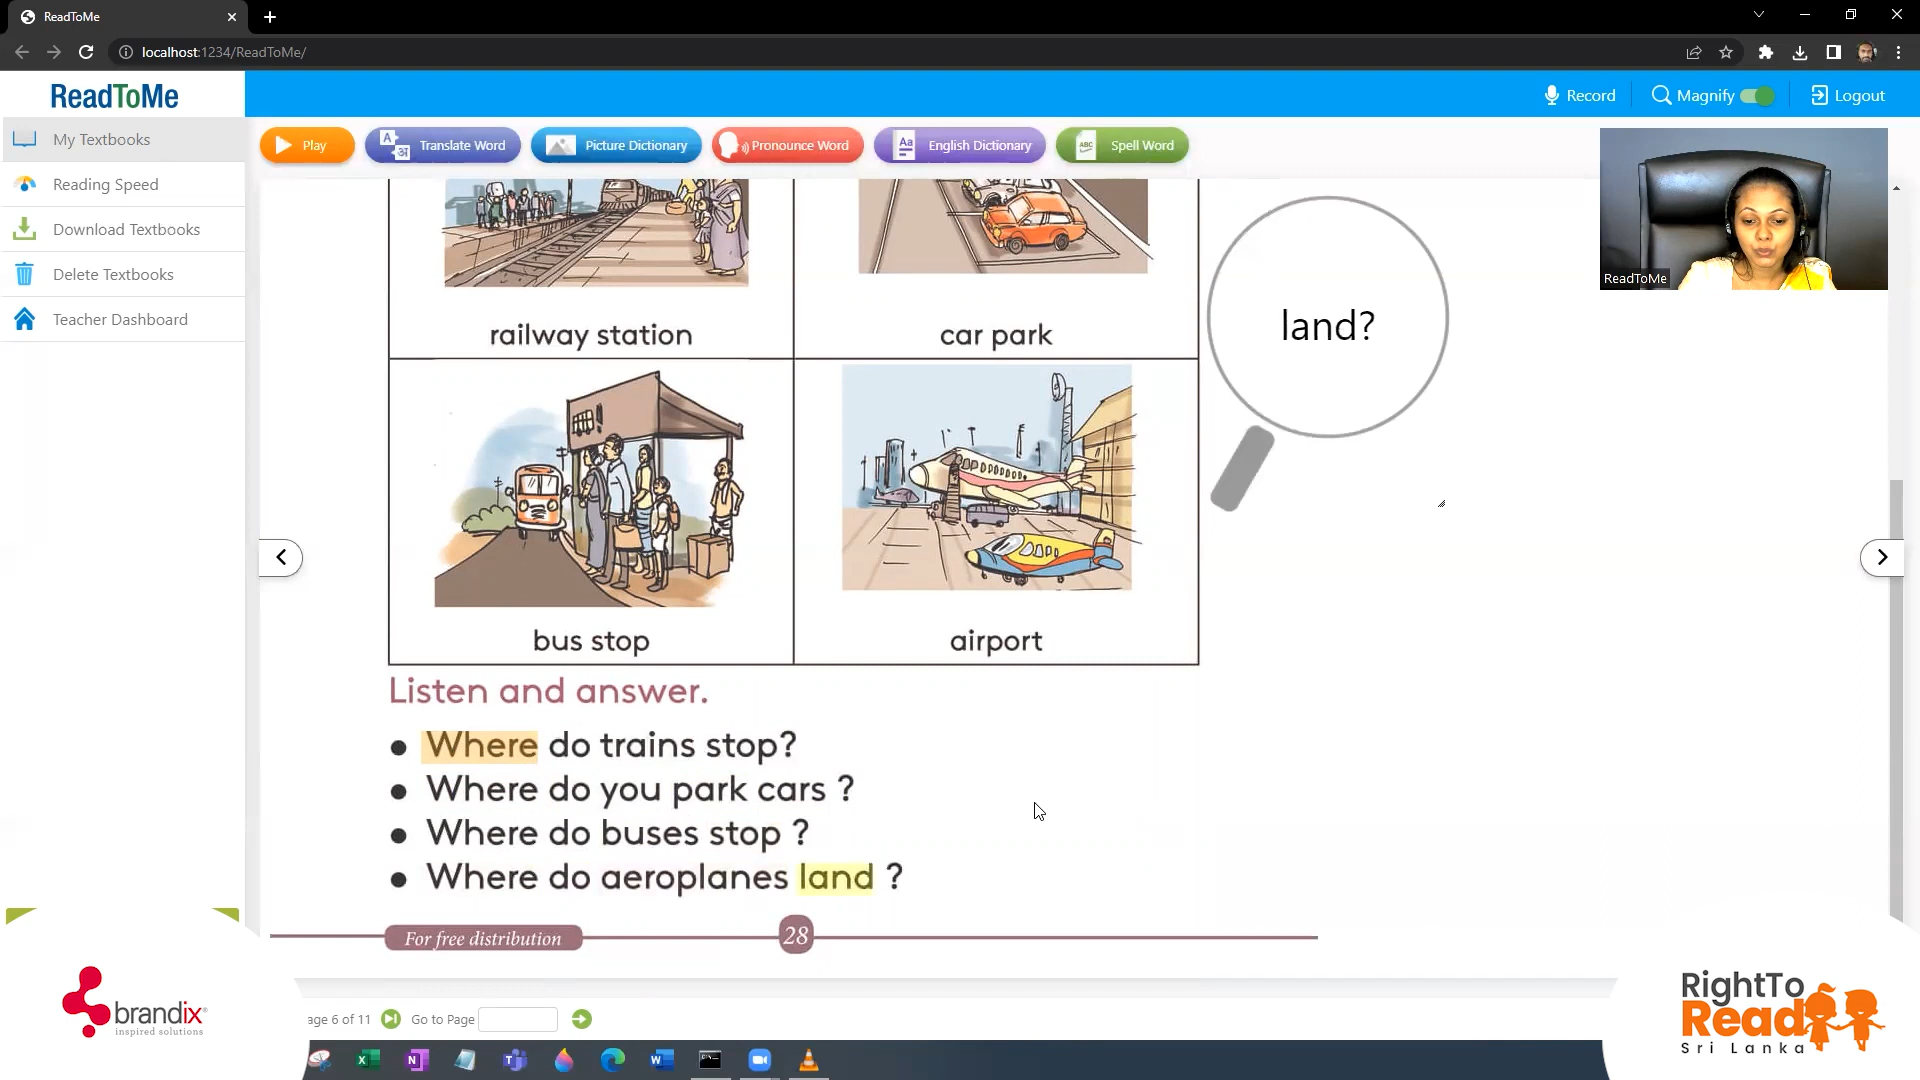 ReadToMe
localhost:1234/ReadToMe/
ReadToMe
Record
Magnify
Logout
My Textbooks
Reading Speed
Download Textbooks
Delete Textbooks
Teacher Dashboard
Play
Translate Word
Picture Dictionary
Pronounce Word
English Dictionary
Spell Word
ReadToMe
land?
railway station
car park
bus stop
airport
Listen and answer.
● Where do trains stop?
● Where do you park cars ?
● Where do buses stop ?
● Where do aeroplanes land ?
For free distribution
28
age 6 of 11
Go to Page
brandix
inspired solutions
RightTo
Read
Sri Lanka